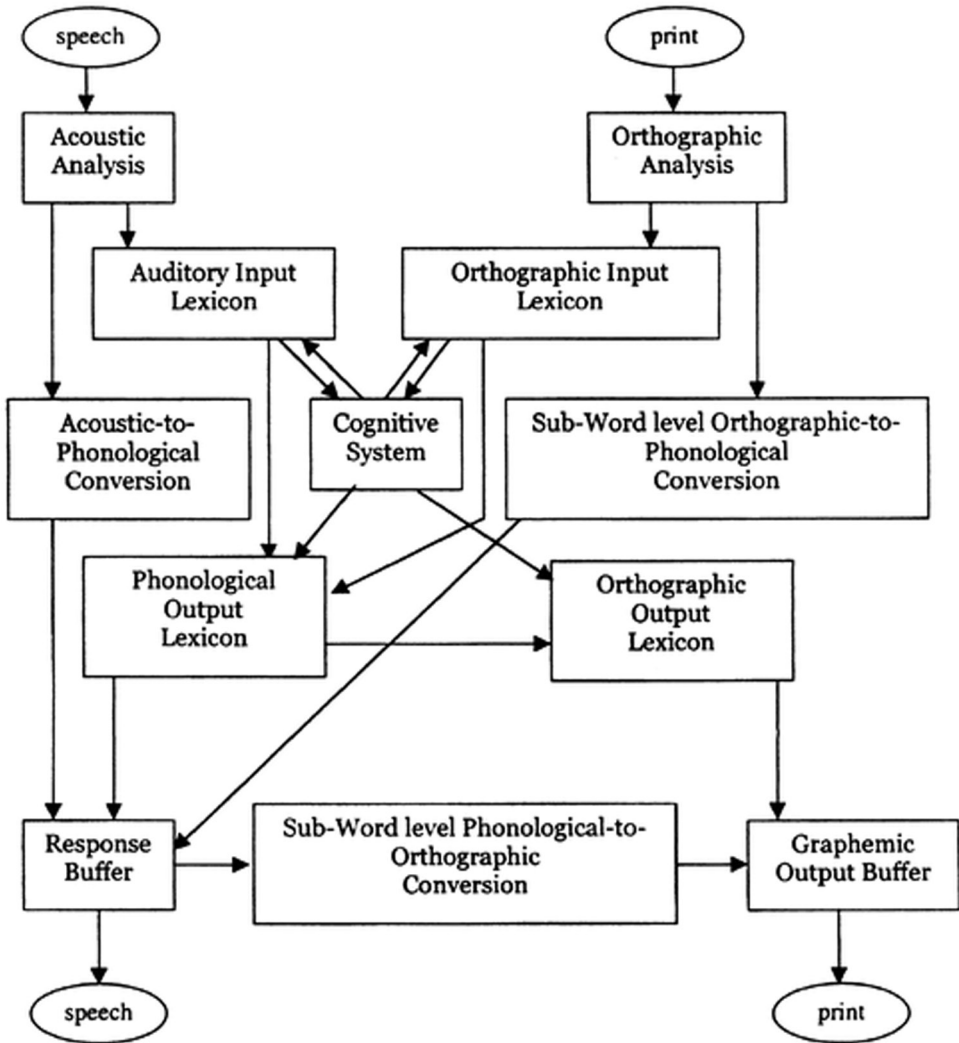 speech
print
Acoustic
Analysis
Orthographic
Analysis
Auditory Input
Lexicon
Orthographic Input
Lexicon
Acoustic-to-
Phonological
Conversion
Cognitive
System
Sub-Word level Orthographic-to-
Phonological
Conversion
Phonological
Output
Lexicon
Orthographic
Output
Lexicon
Response
Buffer
Sub-Word level Phonological-to-
Orthographic
Conversion
Graphemic
Output Buffer
speech
print